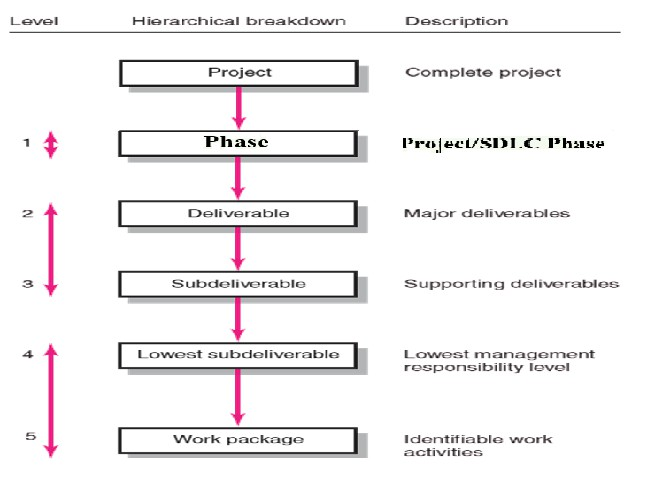 Level Hierarchical breakdown Description
Project Complete project
1 Phase Project/SDLC Phase
2 Deliverable Major deliverables
3 Subdeliverable Supporting deliverables
4 Lowest subdeliverable Lowest management
responsibility level
5 Work package Identifiable work
activities